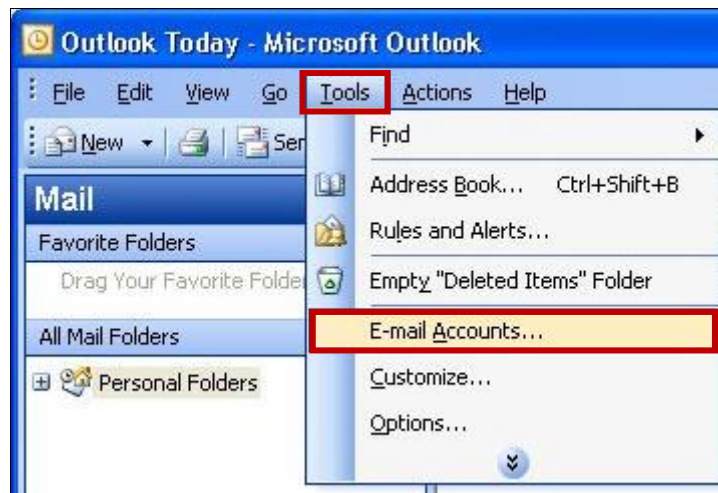 Outlook Today - Microsoft Outlook
File Edit View Go Tools Actions Help
New
Find
Mail
Address Book... Ctrl+Shift+B
Favorite Folders
Rules and Alerts...
Drag Your Favorite
Empty "Deleted Items" Folder
All Mail Folders
E-mail Accounts...
Personal Folders
Customize...
Options...